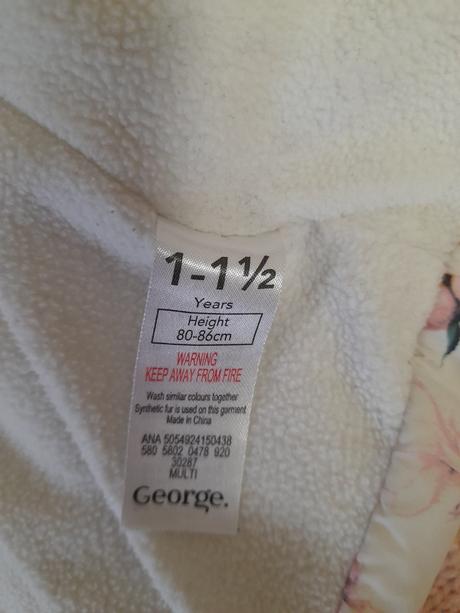 1-1½
Years
Height
80-86cm
WARNING
KEEP AWAY FROM FIRE
Wash similar colours together
Synthetic fur is used on this garment
Made in China
ANA 5054924150438
580 5802 0478 920
30287
MULTI
George.